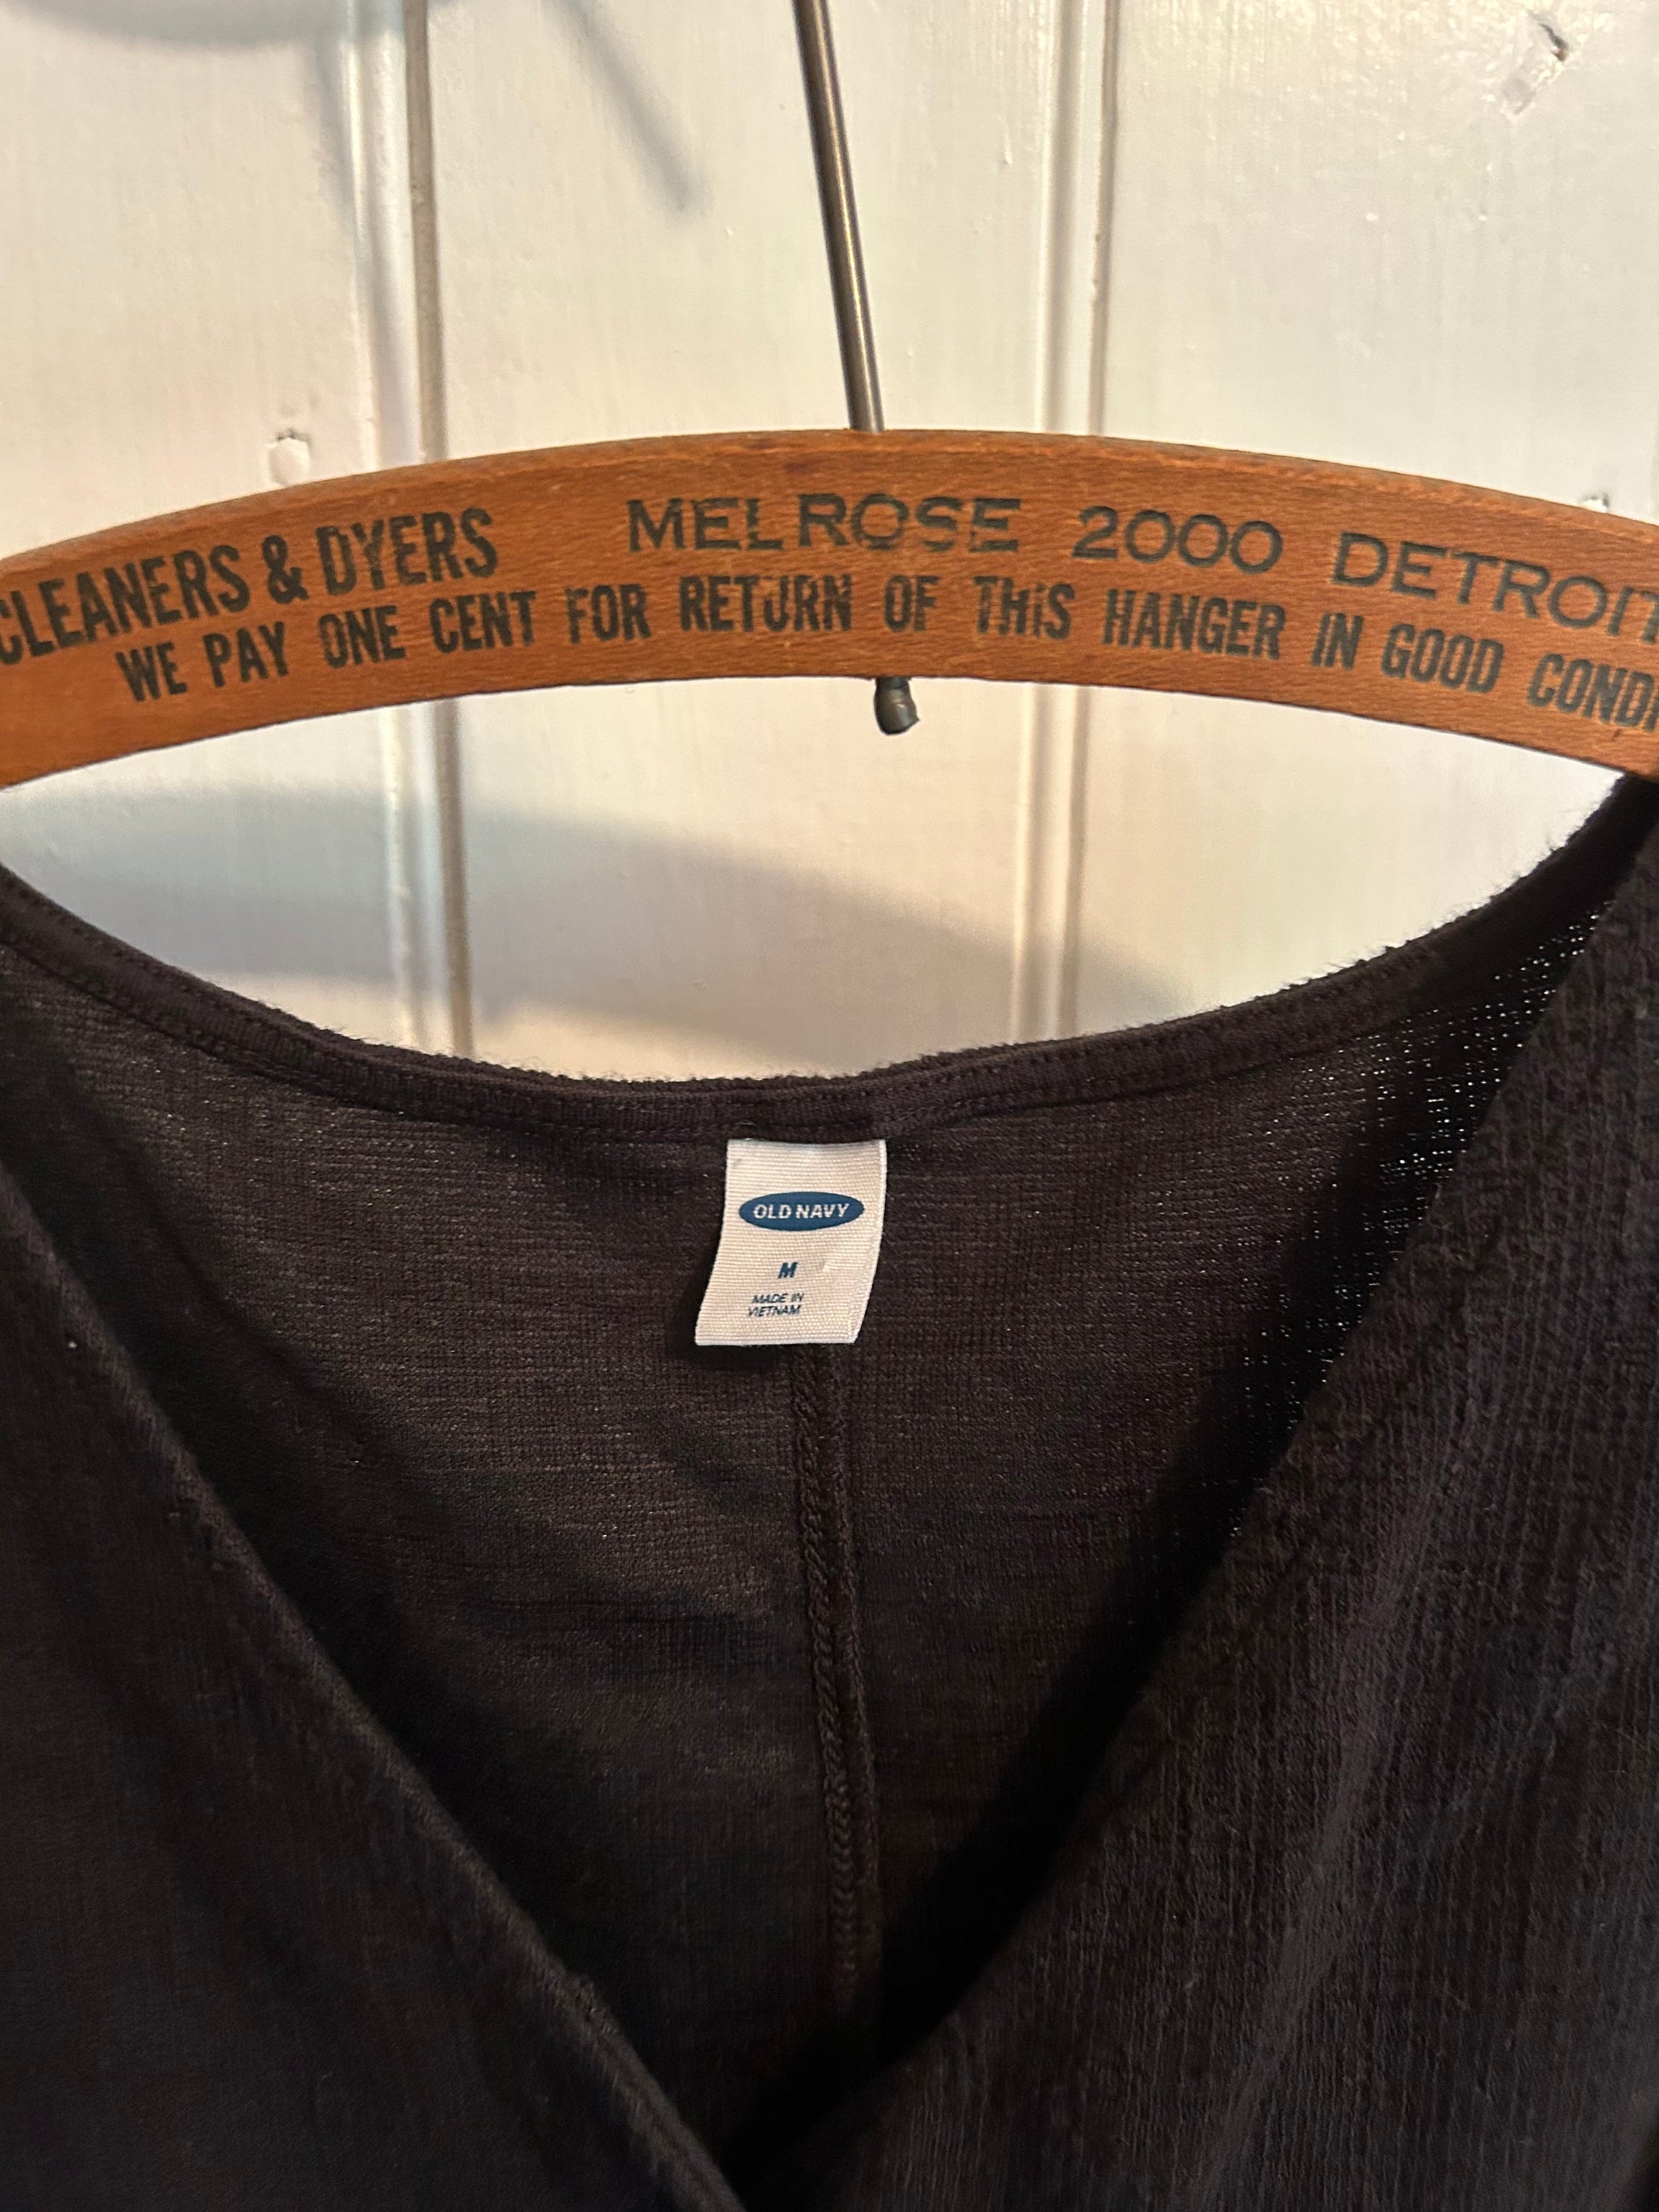 CLEANERS & DYERS MELROSE 2000 DETROIT
WE PAY ONE CENT FOR RETURN OF THIS HANGER IN GOOD
OLD NAVY
M
MADE IN
VIETNAM